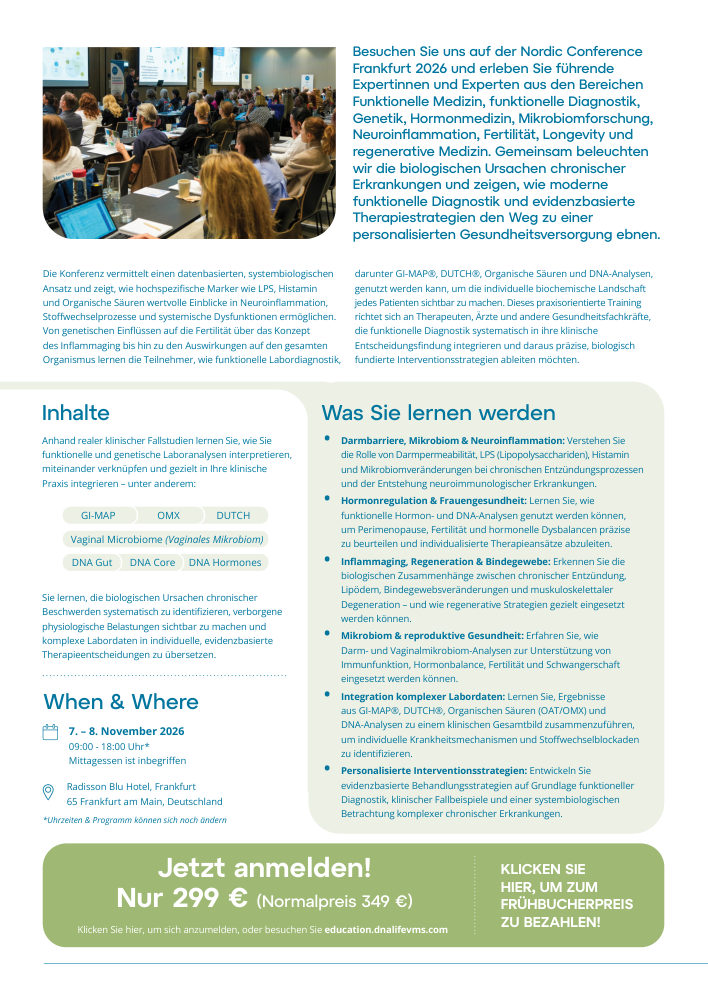 Besuchen Sie uns auf der Nordic Conference
Frankfurt 2026 und erleben Sie führende
Expertinnen und Experten aus den Bereichen
Funktionelle Medizin, funktionelle Diagnostik,
Genetik, Hormonmedizin, Mikrobiomforschung,
Neuroinflammation, Fertilität, Longevity und
regenerative Medizin. Gemeinsam beleuchten
wir die biologischen Ursachen chronischer
Erkrankungen und zeigen, wie moderne
funktionelle Diagnostik und evidenzbasierte
Therapiestrategien den Weg zu einer
personalisierten Gesundheitsversorgung ebnen.
Die Konferenz vermittelt einen datenbasierten, systembiologischen
Ansatz und zeigt, wie hochspezifische Marker wie LPS, Histamin
und Organische Säuren wertvolle Einblicke in Neuroinflammation,
Stoffwechselprozesse und systemische Dysfunktionen ermöglichen.
Von genetischen Einflüssen auf die Fertilität über das Konzept
des Inflammaging bis hin zu den Auswirkungen auf den gesamten
Organismus lernen die Teilnehmer, wie funktionelle Labordiagnostik,
darunter GI-MAP®, DUTCH®, Organische Säuren und DNA-Analysen,
genutzt werden kann, um die individuelle biochemische Landschaft
jedes Patienten sichtbar zu machen. Dieses praxisorientierte Training
richtet sich an Therapeuten, Ärzte und andere Gesundheitsfachkräfte,
die funktionelle Diagnostik systematisch in ihre klinische
Entscheidungsfindung integrieren und daraus präzise, biologisch
fundierte Interventionsstrategien ableiten möchten.
Inhalte
Anhand realer klinischer Fallstudien lernen Sie, wie Sie
funktionelle und genetische Laboranalysen interpretieren,
miteinander verknüpfen und gezielt in Ihre klinische
Praxis integrieren – unter anderem:
GI-MAP OMX DUTCH
Vaginal Microbiome (Vaginales Mikrobiom)
DNA Gut DNA Core DNA Hormones
Sie lernen, die biologischen Ursachen chronischer
Beschwerden systematisch zu identifizieren, verborgene
physiologische Belastungen sichtbar zu machen und
komplexe Labordaten in individuelle, evidenzbasierte
Therapieentscheidungen zu übersetzen.
When & Where
7. – 8. November 2026
09:00 - 18:00 Uhr*
Mittagessen ist inbegriffen
Radisson Blu Hotel, Frankfurt
65 Frankfurt am Main, Deutschland
*Uhrzeiten & Programm können sich noch ändern
Was Sie lernen werden
• Darmbarriere, Mikrobiom & Neuroinflammation: Verstehen Sie
die Rolle von Darmpermeabilität, LPS (Lipopolysacchariden), Histamin
und Mikrobiomveränderungen bei chronischen Entzündungsprozessen
und der Entstehung neuroimmunologischer Erkrankungen.
• Hormonregulation & Frauengesundheit: Lernen Sie, wie
funktionelle Hormon- und DNA-Analysen genutzt werden können,
um Perimenopause, Fertilität und hormonelle Dysbalancen präzise
zu beurteilen und individualisierte Therapieansätze abzuleiten.
• Inflammaging, Regeneration & Bindegewebe: Erkennen Sie die
biologischen Zusammenhänge zwischen chronischer Entzündung,
Lipödem, Bindegewebsveränderungen und muskuloskelettaler
Degeneration – und wie regenerative Strategien gezielt eingesetzt
werden können.
• Mikrobiom & reproduktive Gesundheit: Erfahren Sie, wie
Darm- und Vaginalmikrobiom-Analysen zur Unterstützung von
Immunfunktion, Hormonbalance, Fertilität und Schwangerschaft
eingesetzt werden können.
• Integration komplexer Labordaten: Lernen Sie, Ergebnisse
aus GI-MAP®, DUTCH®, Organischen Säuren (OAT/OMX) und
DNA-Analysen zu einem klinischen Gesamtbild zusammenzuführen,
um individuelle Krankheitsmechanismen und Stoffwechselblockaden
zu identifizieren.
• Personalisierte Interventionsstrategien: Entwickeln Sie
evidenzbasierte Behandlungsstrategien auf Grundlage funktioneller
Diagnostik, klinischer Fallbeispiele und einer systembiologischen
Betrachtung komplexer chronischer Erkrankungen.
Jetzt anmelden!
Nur 299 € (Normalpreis 349 €)
Klicken Sie hier, um sich anzumelden, oder besuchen Sie education.dnalifevms.com
KLICKEN SIE
HIER, UM ZUM
FRÜHBUCHERPREIS
ZU BEZAHLEN!